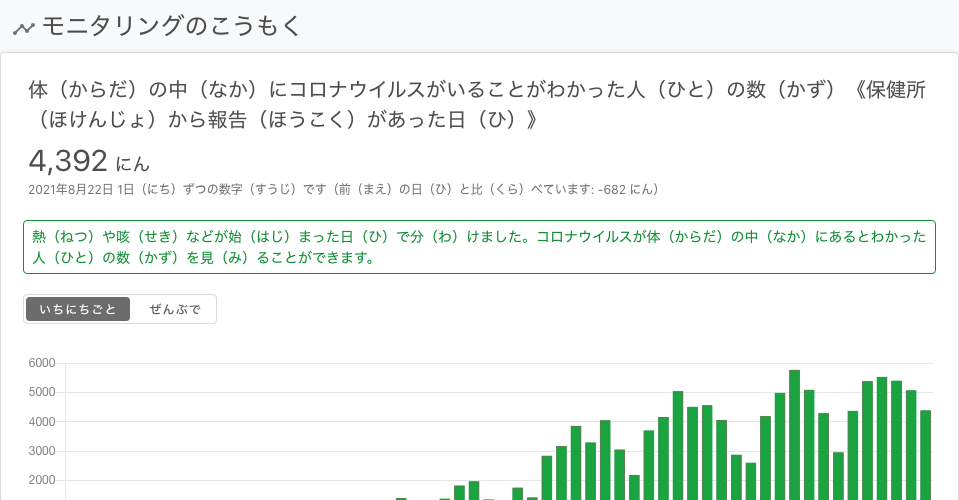 モニタリングのこうもく
体（からだ）の中（なか）にコロナウイルスがいることがわかった人（ひと）の数（かず）《保健所
（ほけんじょ）から報告（ほうこく）があった日（ひ）》
4,392 にん
2021年8月22日 1日（にち）ずつの数字（すうじ）です（前（まえ）の日（ひ）と比（くら）べています: -682 にん）
熱（ねつ）や咳（せき）などが始（はじ）まった日（ひ）で分（わ）けました。コロナウイルスが体（からだ）の中（なか）にあるとわかった
人（ひと）の数（かず）を見（み）ることができます。
いちにちごと ぜんぶで
6000
5000
4000
3000
2000